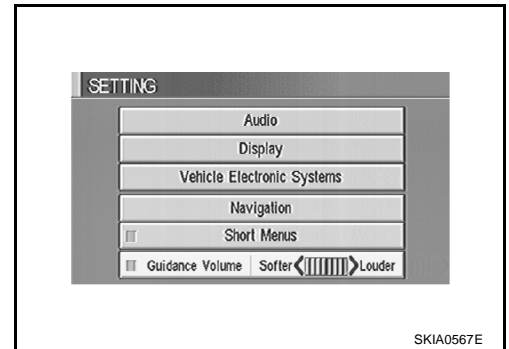 SETTING
Audio
Display
Vehicle Electronic Systems
Navigation
Short Menus
Guidance Volume Softer Louder
SKIA0567E